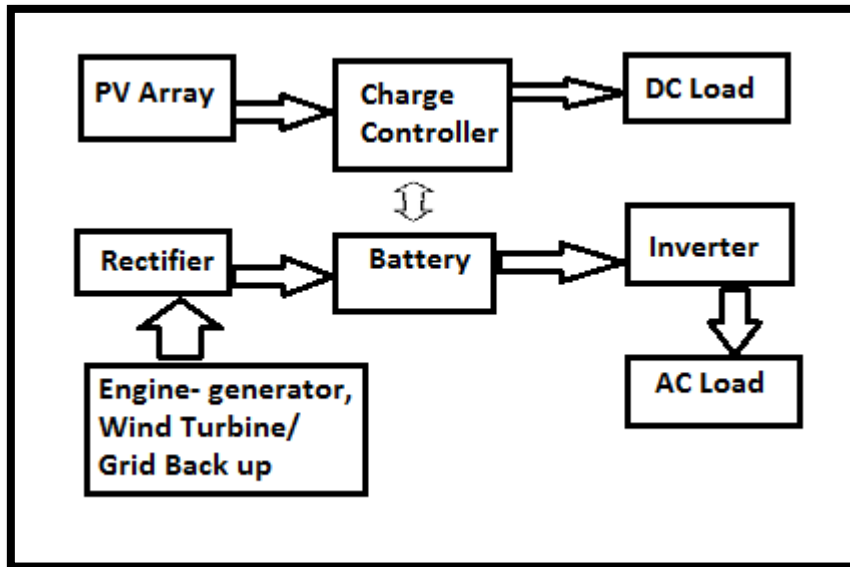 PV Array
Charge
Controller
DC Load
Rectifier
Battery
Inverter
Engine- generator,
Wind Turbine/
Grid Back up
AC Load